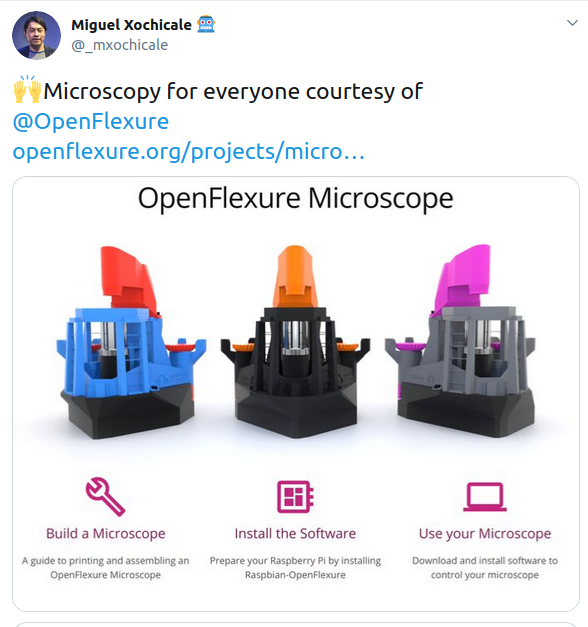 Miguel Xochicale 🤖
@_mxochicale
🙌Microscopy for everyone courtesy of
@OpenFlexure
openflexure.org/projects/micro…
OpenFlexure Microscope
Build a Microscope
A guide to printing and assembling an
OpenFlexure Microscope
Install the Software
Prepare your Raspberry Pi by installing
Raspbian-OpenFlexure
Use your Microscope
Download and install software to
control your microscope